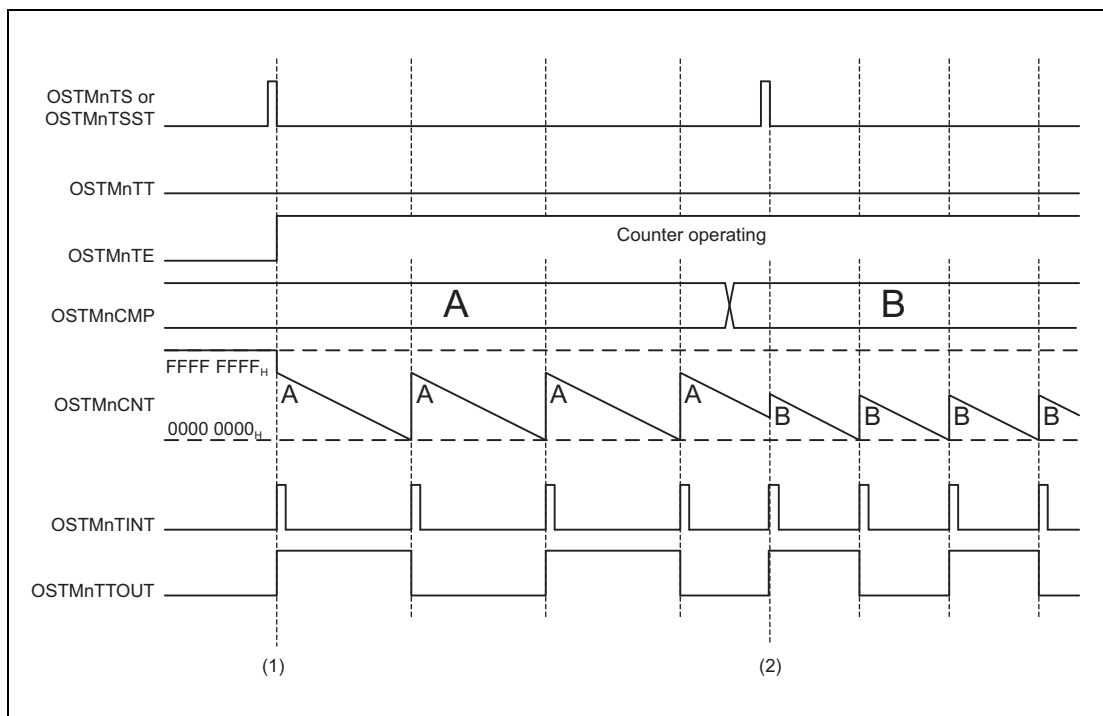 OSTMnTS or
OSTMnTSST
OSTMnTT
OSTMnTE
Counter operating
OSTMnCMP
A
B
FFFF FFFFH
OSTMnCNT
0000 0000H
A
A
A
A
B
B
B
B
OSTMnTINT
OSTMnTTOUT
(1)
(2)